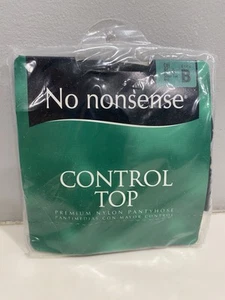 B
No nonsense®
CONTROL
TOP
PREMIUM NYLON PANTYHOSE
PANTIMEDIAS CON MAYOR CONTROL